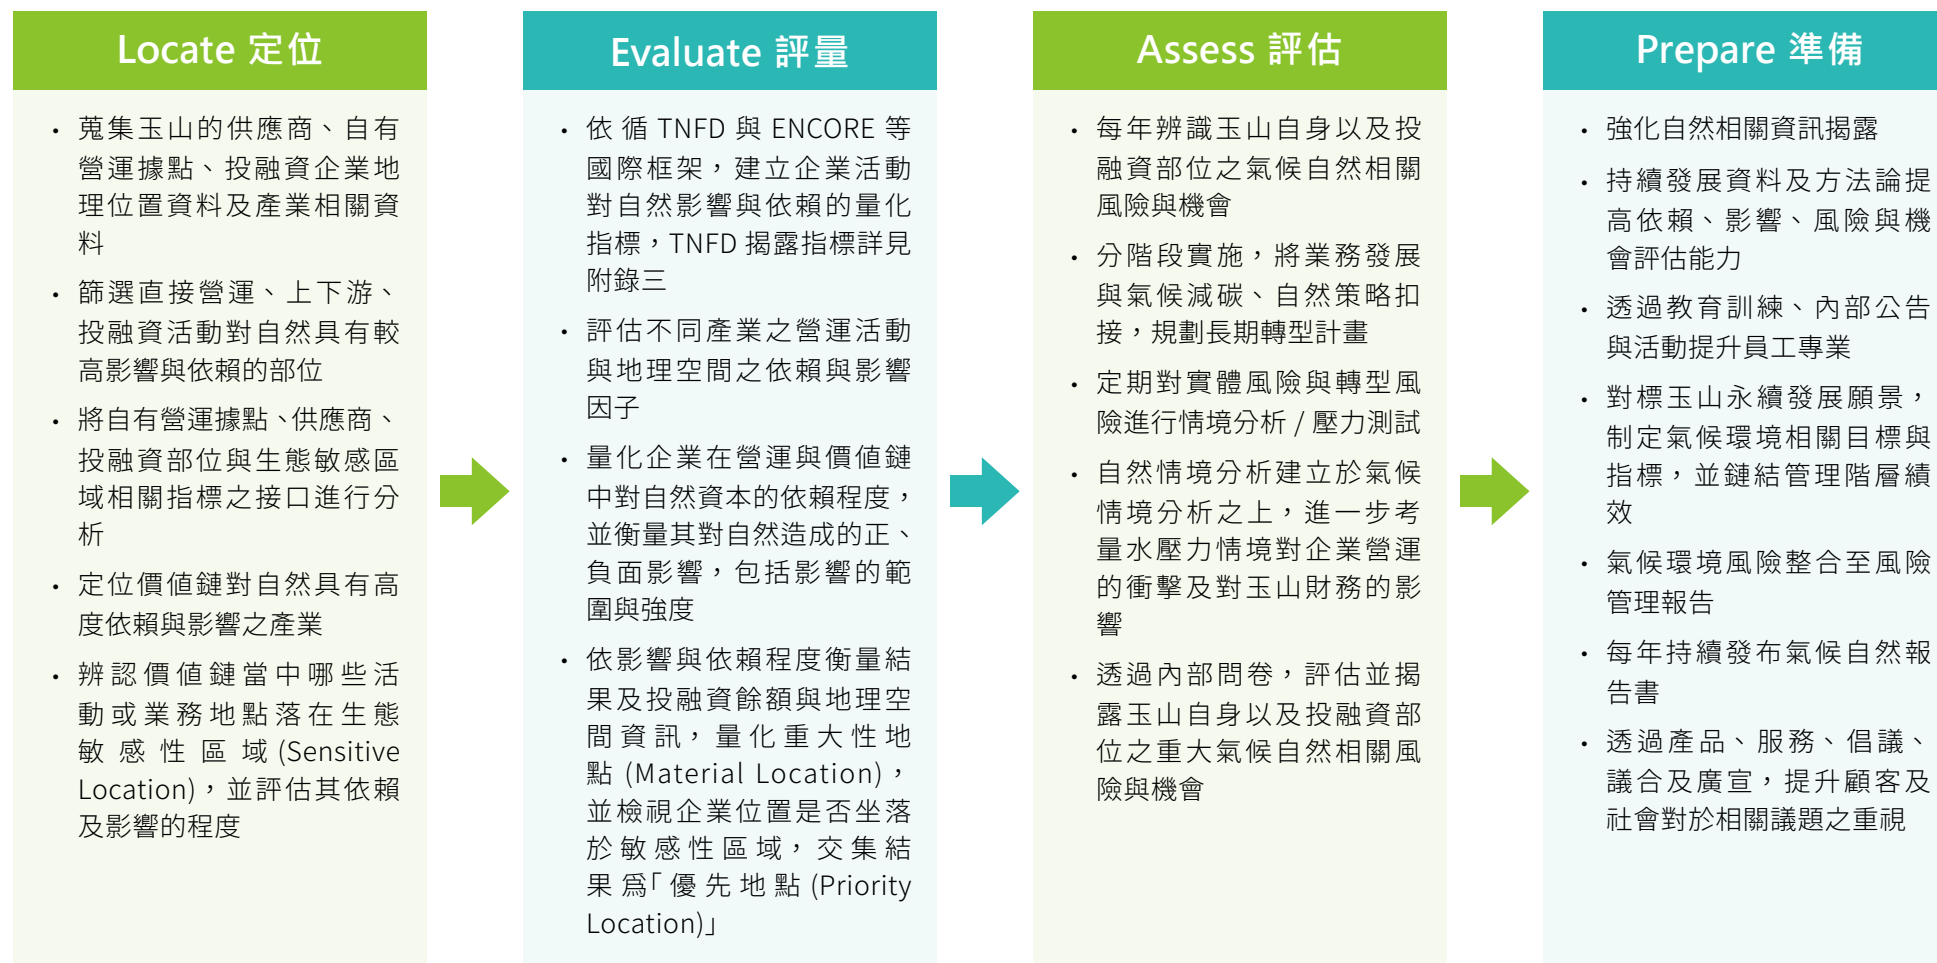 Locate 定位
• 蒐集玉山的供應商、自有
營運據點、投融資企業地
理位置資料及產業相關資
料
• 篩選直接營運、上下游、
投融資活動對自然具有較
高影響與依賴的部位
• 將自有營運據點、供應商、
投融資部位與生態敏感區
域相關指標之接口進行分
析
• 定位價值鏈對自然具有高
度依賴與影響之產業
• 辨認價值鏈當中哪些活
動或業務地點落在生態
敏感性區域(Sensitive
Location)，並評估其依賴
及影響的程度
Evaluate 評量
• 依循 TNFD 與 ENCORE 等
國際框架，建立企業活動
對自然影響與依賴的量化
指標，TNFD 揭露指標詳見
附錄三
• 評估不同產業之營運活動
與地理空間之依賴與影響
因子
• 量化企業在營運與價值鏈
中對自然資本的依賴程度，
並衡量其對自然造成的正、
負面影響，包括影響的範
圍與強度
• 依影響與依賴程度衡量結
果及投融資餘額與地理空
間資訊，量化重大性地
點 (Material Location)，
並檢視企業位置是否坐落
於敏感性區域，交集結
果為「優先地點(Priority
Location)」
Assess 評估
• 每年辨識玉山自身以及投
融資部位之氣候自然相關
風險與機會
• 分階段實施，將業務發展
與氣候減碳、自然策略扣
接，規劃長期轉型計畫
• 定期對實體風險與轉型風
險進行情境分析 / 壓力測試
• 自然情境分析建立於氣候
情境分析之上，進一步考
量水壓力情境對企業營運
的衝擊及對玉山財務的影
響
• 透過內部問卷，評估並揭
露玉山自身以及投融資部
位之重大氣候自然相關風
險與機會
Prepare 準備
• 強化自然相關資訊揭露
• 持續發展資料及方法論提
高依賴、影響、風險與機
會評估能力
• 透過教育訓練、內部公告
與活動提升員工專業
• 對標玉山永續發展願景，
制定氣候環境相關目標與
指標，並鏈結管理階層績
效
• 氣候環境風險整合至風險
管理報告
• 每年持續發布氣候自然報
告書
• 透過產品、服務、倡議、
議合及廣宣，提升顧客及
社會對於相關議題之重視